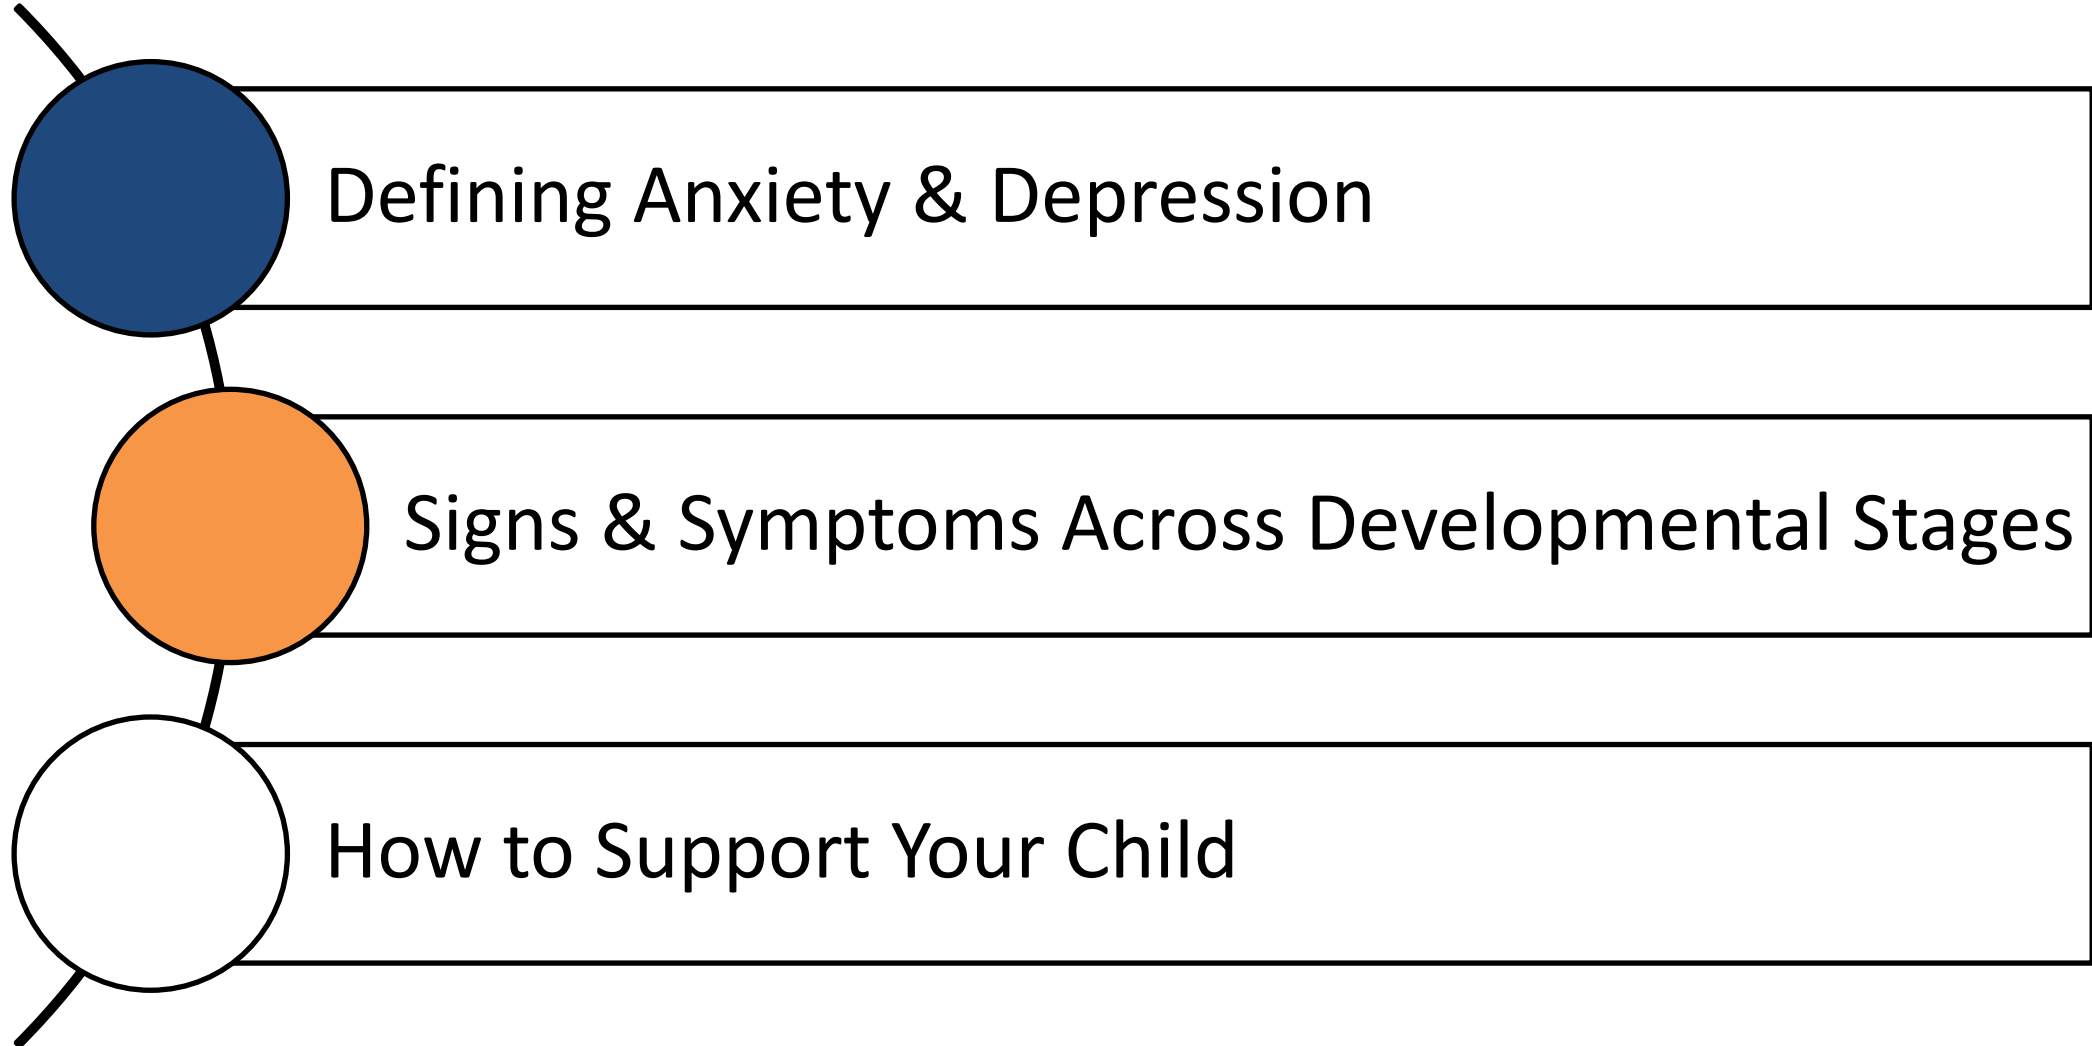 Defining Anxiety & Depression
Signs & Symptoms Across Developmental Stages
How to Support Your Child